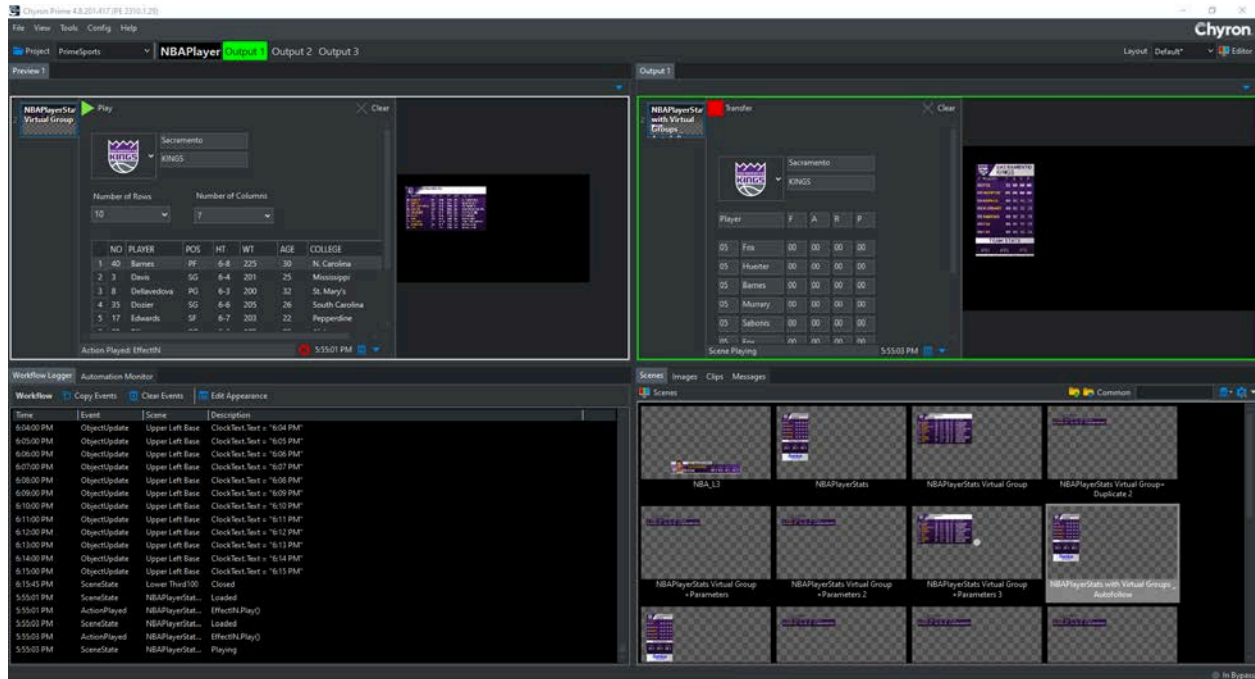 Chyron Prime 4.8.201.417 (PE 2310.1.29)
File View Tools Config Help
Chyron
Project PrimeSports NBAPlayer Output 1 Output 2 Output 3 Layout Default* Editor
Preview 1
NBAPlayerStat
Virtual Group
Play Clear
KINGS
Sacramento
KINGS
Number of Rows Number of Columns
10 7
NO PLAYER POS HT WT AGE COLLEGE
1 40 Barnes PF 6-8 225 30 N. Carolina
2 3 Davis SG 6-4 201 25 Mississippi
3 8 Dellavedova PG 6-3 200 32 St. Mary's
4 35 Dozier SG 6-6 205 26 South Carolina
5 17 Edwards SF 6-7 203 22 Pepperdine
Action Played: EffectIN 5:55:01 PM
Output 1
2 NBAPlayerStat
with Virtual
Groups_
Transfer Clear
KINGS
Sacramento
KINGS
Player F A R P
05 Fox 00 00 00 00
05 Huerter 00 00 00 00
05 Barnes 00 00 00 00
05 Murrary 00 00 00 00
05 Sabonis 00 00 00 00
05 Fox 00 00 00 00
Scene Playing 5:55:03 PM
SACRAMENTO
KINGS
TEAM STATS
Workflow Logger Automation Monitor
Workflow Copy Events Clear Events Edit Appearance
Time Event Scene Description
6:04:00 PM ObjectUpdate Upper Left Base ClockText.Text = "6:04 PM"
6:05:00 PM ObjectUpdate Upper Left Base ClockText.Text = "6:05 PM"
6:06:00 PM ObjectUpdate Upper Left Base ClockText.Text = "6:06 PM"
6:07:00 PM ObjectUpdate Upper Left Base ClockText.Text = "6:07 PM"
6:08:00 PM ObjectUpdate Upper Left Base ClockText.Text = "6:08 PM"
6:09:00 PM ObjectUpdate Upper Left Base ClockText.Text = "6:09 PM"
6:10:00 PM ObjectUpdate Upper Left Base ClockText.Text = "6:10 PM"
6:11:00 PM ObjectUpdate Upper Left Base ClockText.Text = "6:11 PM"
6:12:00 PM ObjectUpdate Upper Left Base ClockText.Text = "6:12 PM"
6:13:00 PM ObjectUpdate Upper Left Base ClockText.Text = "6:13 PM"
6:14:00 PM ObjectUpdate Upper Left Base ClockText.Text = "6:14 PM"
6:15:00 PM ObjectUpdate Upper Left Base ClockText.Text = "6:15 PM"
6:15:45 PM SceneState Lower Third100 Closed
5:55:01 PM SceneState NBAPlayerStat... Loaded
5:55:01 PM ActionPlayed NBAPlayerStat... EffectIN.Play()
5:55:03 PM SceneState NBAPlayerStat... Loaded
5:55:03 PM ActionPlayed NBAPlayerStat... EffectIN.Play()
5:55:03 PM SceneState NBAPlayerStat... Playing
Scenes Images Clips Messages
Scenes Common
NBA_L3 NBAPlayerStats NBAPlayerStats Virtual Group NBAPlayerStats Virtual Group+
Duplicate 2
NBAPlayerStats Virtual Group NBAPlayerStats Virtual Group NBAPlayerStats Virtual Group NBAPlayerStats with Virtual Groups_
+Parameters +Parameters 2 +Parameters 3 Autofollow
In Bypass